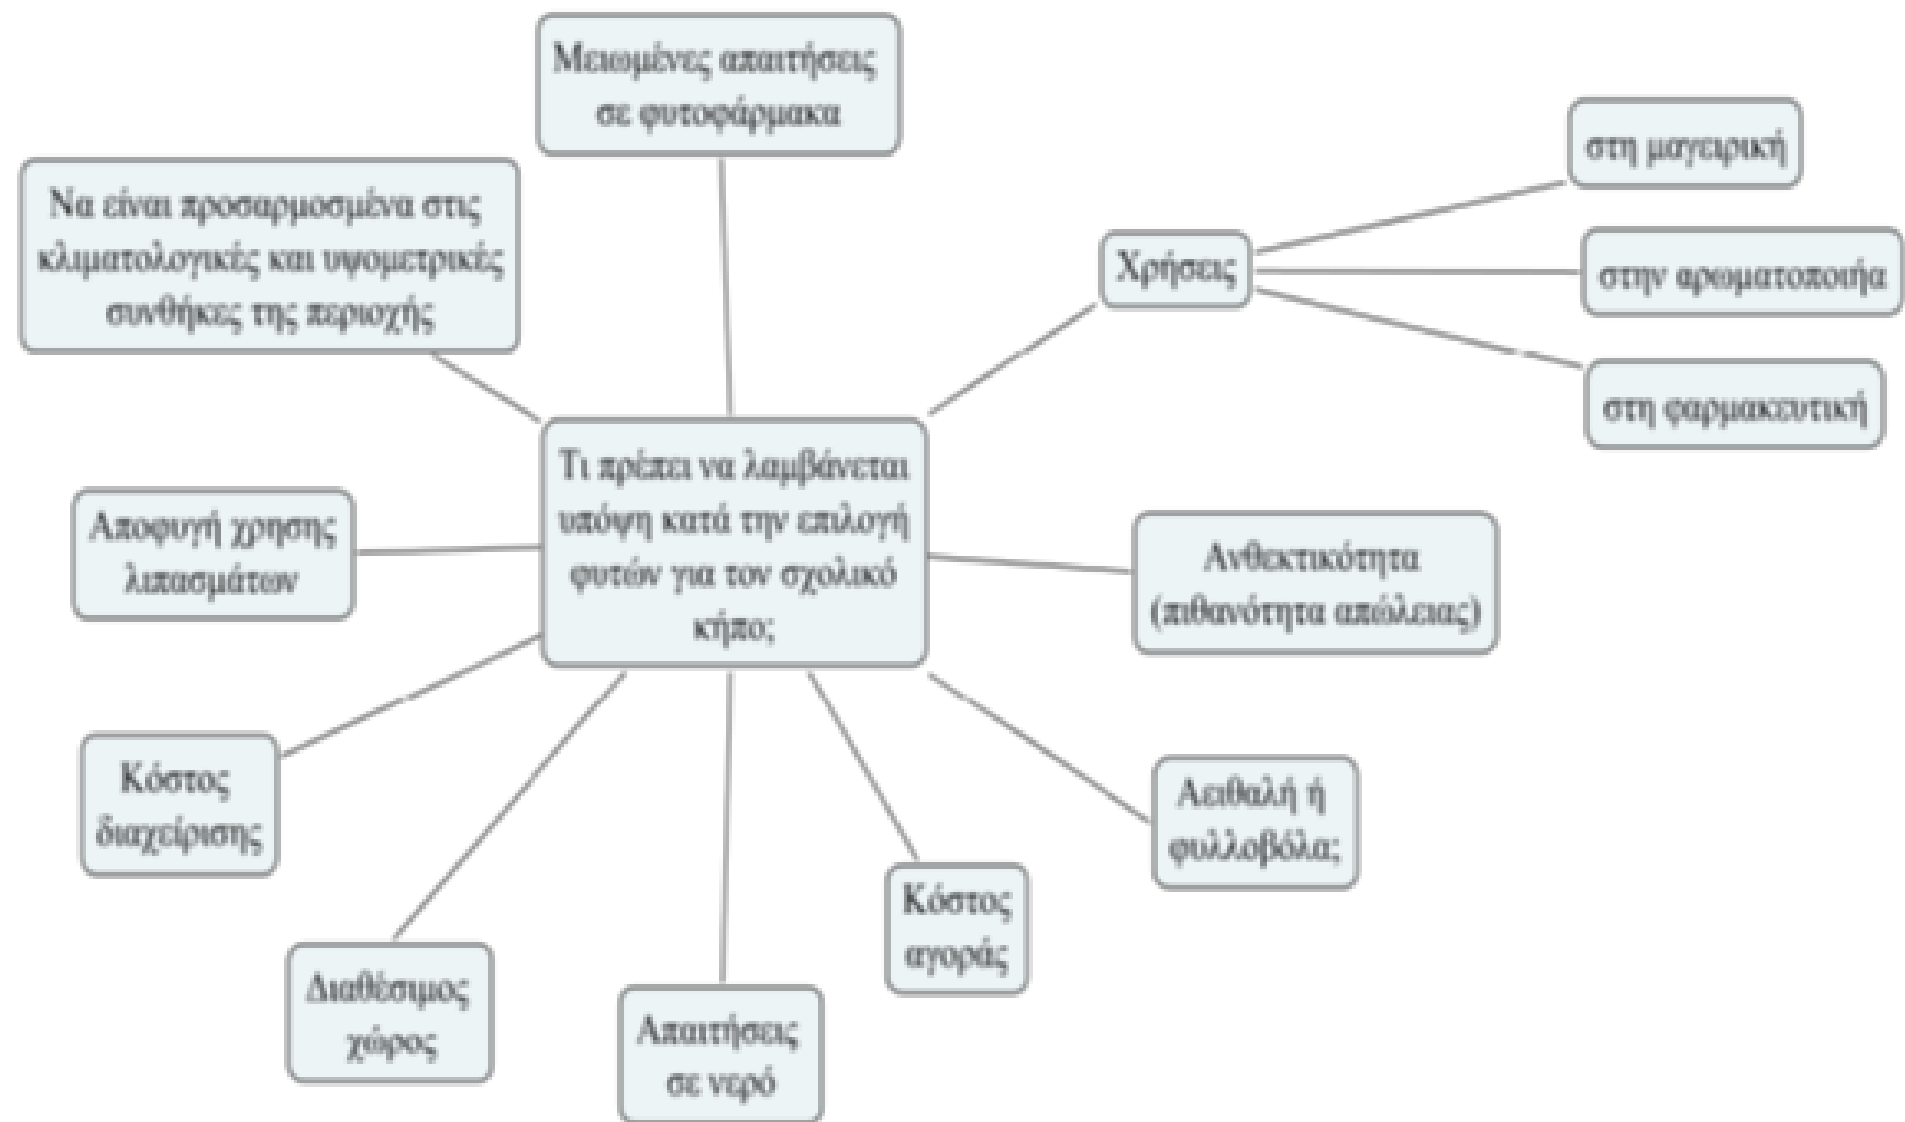 Μειωμένες απαιτήσεις
σε φυτοφάρμακα
Να είναι προσαρμοσμένα στις
κλιματολογικές και υψομετρικές
συνθήκες της περιοχής
Χρήσεις
στη μαγειρική
στην αρωματοποιήα
στη φαρμακευτική
Τι πρέπει να λαμβάνεται
υπόψη κατά την επιλογή
φυτών για τον σχολικό
κήπο;
Αποφυγή χρησης
λιπασμάτων
Ανθεκτικότητα
(πιθανότητα απώλειας)
Κόστος
διαχείρισης
Αειθαλή ή
φυλλοβόλα;
Κόστος
αγοράς
Διαθέσιμος
χώρος
Απαιτήσεις
σε νερό